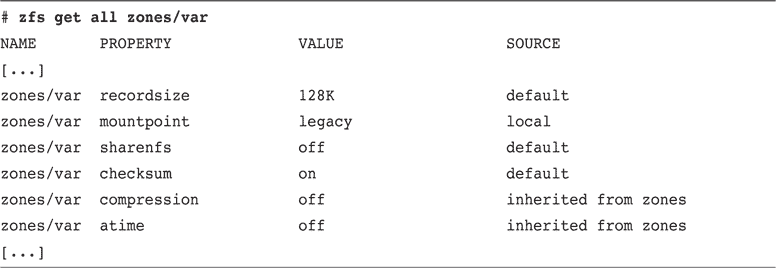 # zfs get all zones/var
NAME PROPERTY VALUE SOURCE
[...]
zones/var recordsize 128K default
zones/var mountpoint legacy local
zones/var sharenfs off default
zones/var checksum on default
zones/var compression off inherited from zones
zones/var atime off inherited from zones
[...]